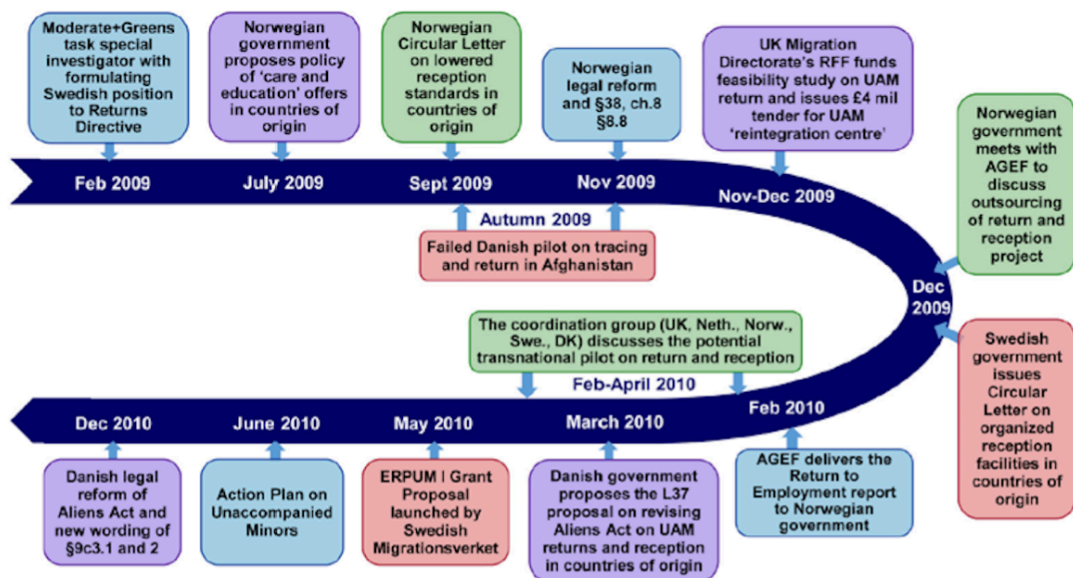 Moderate+Greens
task special
investigator with
formulating
Swedish position
to Returns
Directive
Norwegian
government
proposes policy
of ‘care and
education’ offers
in countries of
origin
Norwegian
Circular Letter
on lowered
reception
standards in
countries of
origin
Norwegian
legal reform
and §38, ch.8
§8.8
UK Migration
Directorate's RFF funds
feasibility study on UAM
return and issues £4 mil
tender for UAM
‘reintegration centre’
Norwegian
government
meets with
AGEF to
discuss
outsourcing
of return and
reception
project
Feb 2009
July 2009
Sept 2009
Nov 2009
Nov-Dec 2009
Autumn 2009
Failed Danish pilot on tracing
and return in Afghanistan
Dec
2009
The coordination group (UK, Neth., Norw.,
Swe., DK) discusses the potential
transnational pilot on return and reception
Feb-April 2010
Swedish
government
issues
Circular
Letter on
organized
reception
facilities in
countries of
origin
Dec 2010
June 2010
May 2010
March 2010
Feb 2010
Danish legal
reform of
Aliens Act and
new wording of
§9c3.1 and 2
Action Plan on
Unaccompanied
Minors
ERPUM I Grant
Proposal
launched by
Swedish
Migrationsverket
Danish government
proposes the L37
proposal on revising
Aliens Act on UAM
returns and reception
in countries of origin
AGEF delivers the
Return to
Employment report
to Norwegian
government